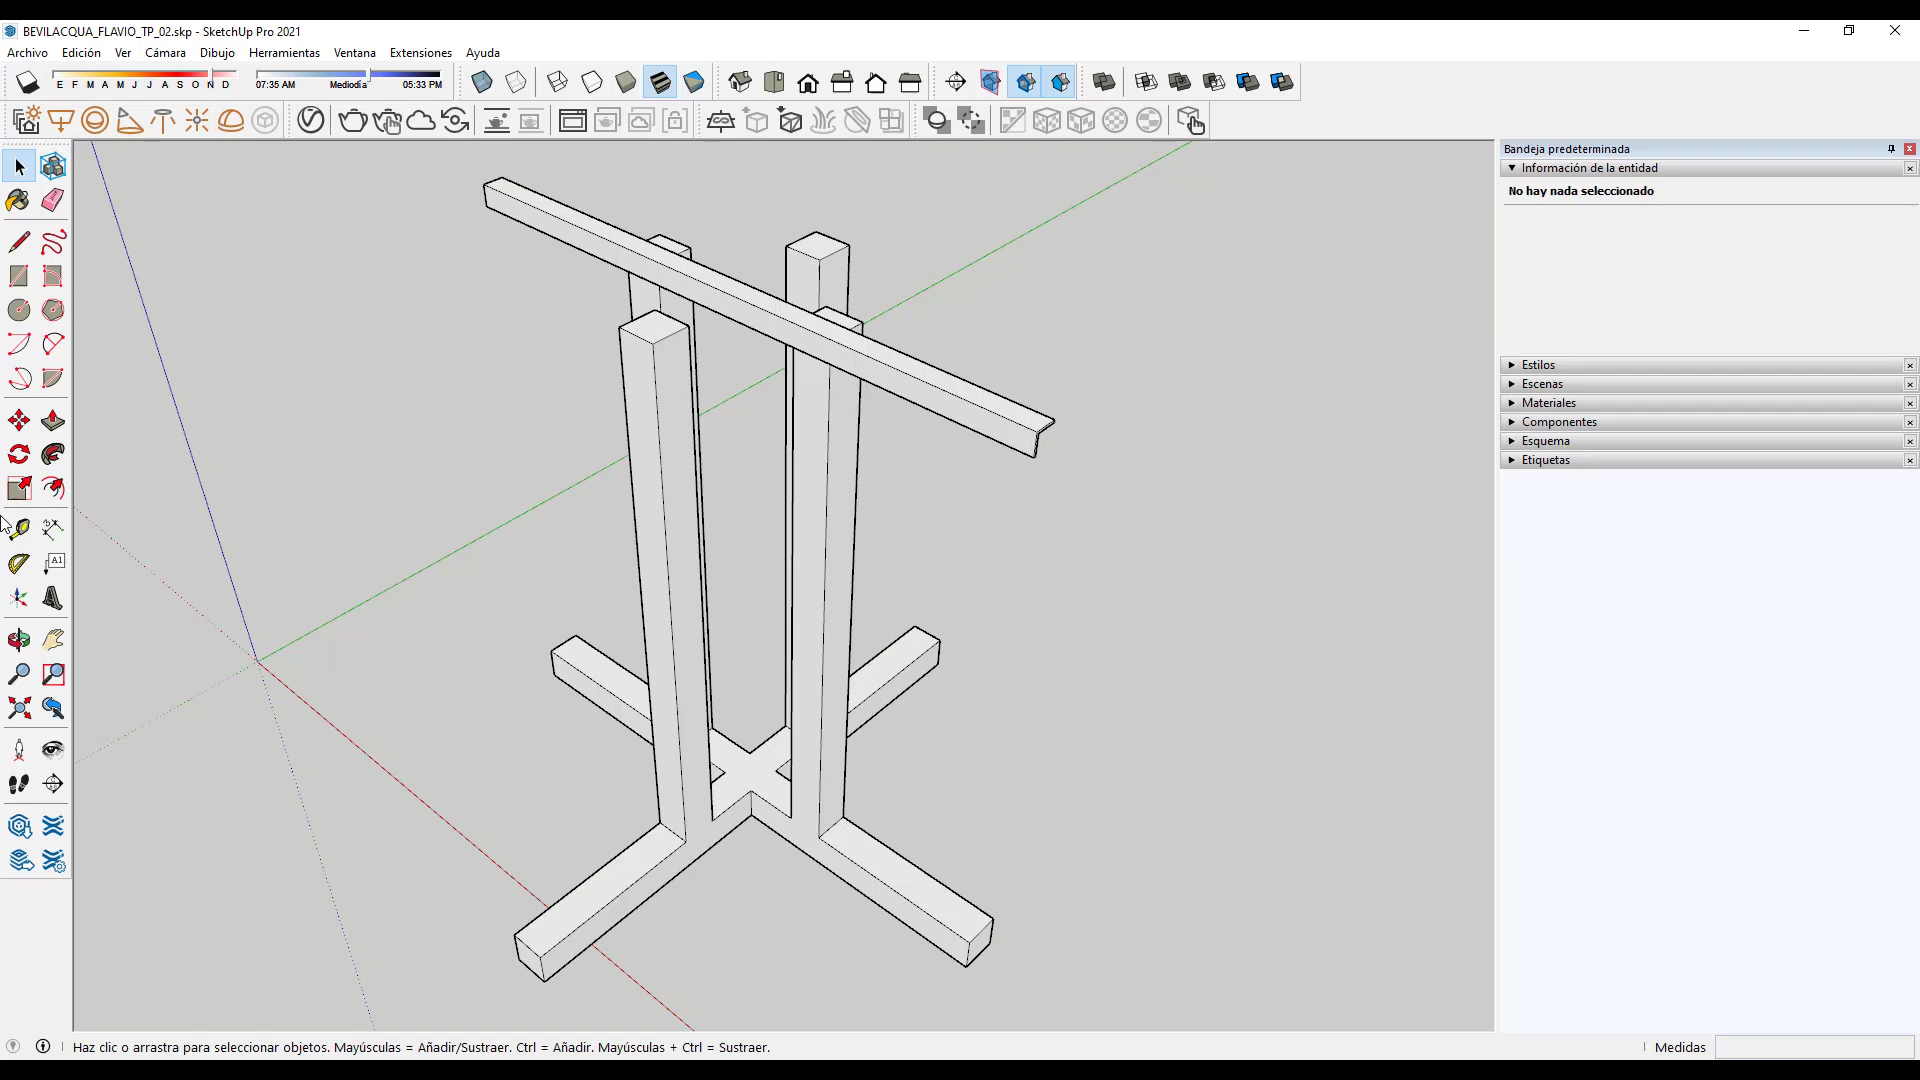 BEVILACQUA_FLAVIO_TP_02.skp - SketchUp Pro 2021
Archivo Edición Ver Cámara Dibujo Herramientas Ventana Extensiones Ayuda
E F M A M J J A S O N D 07:35 AM Mediodía 05:33 PM
Bandeja predeterminada
Información de la entidad
No hay nada seleccionado
Estilos
Escenas
Materiales
Componentes
Esquema
Etiquetas
A1
Haz clic o arrastra para seleccionar objetos. Mayúsculas = Añadir/Sustraer. Ctrl = Añadir. Mayúsculas + Ctrl = Sustraer. Medidas